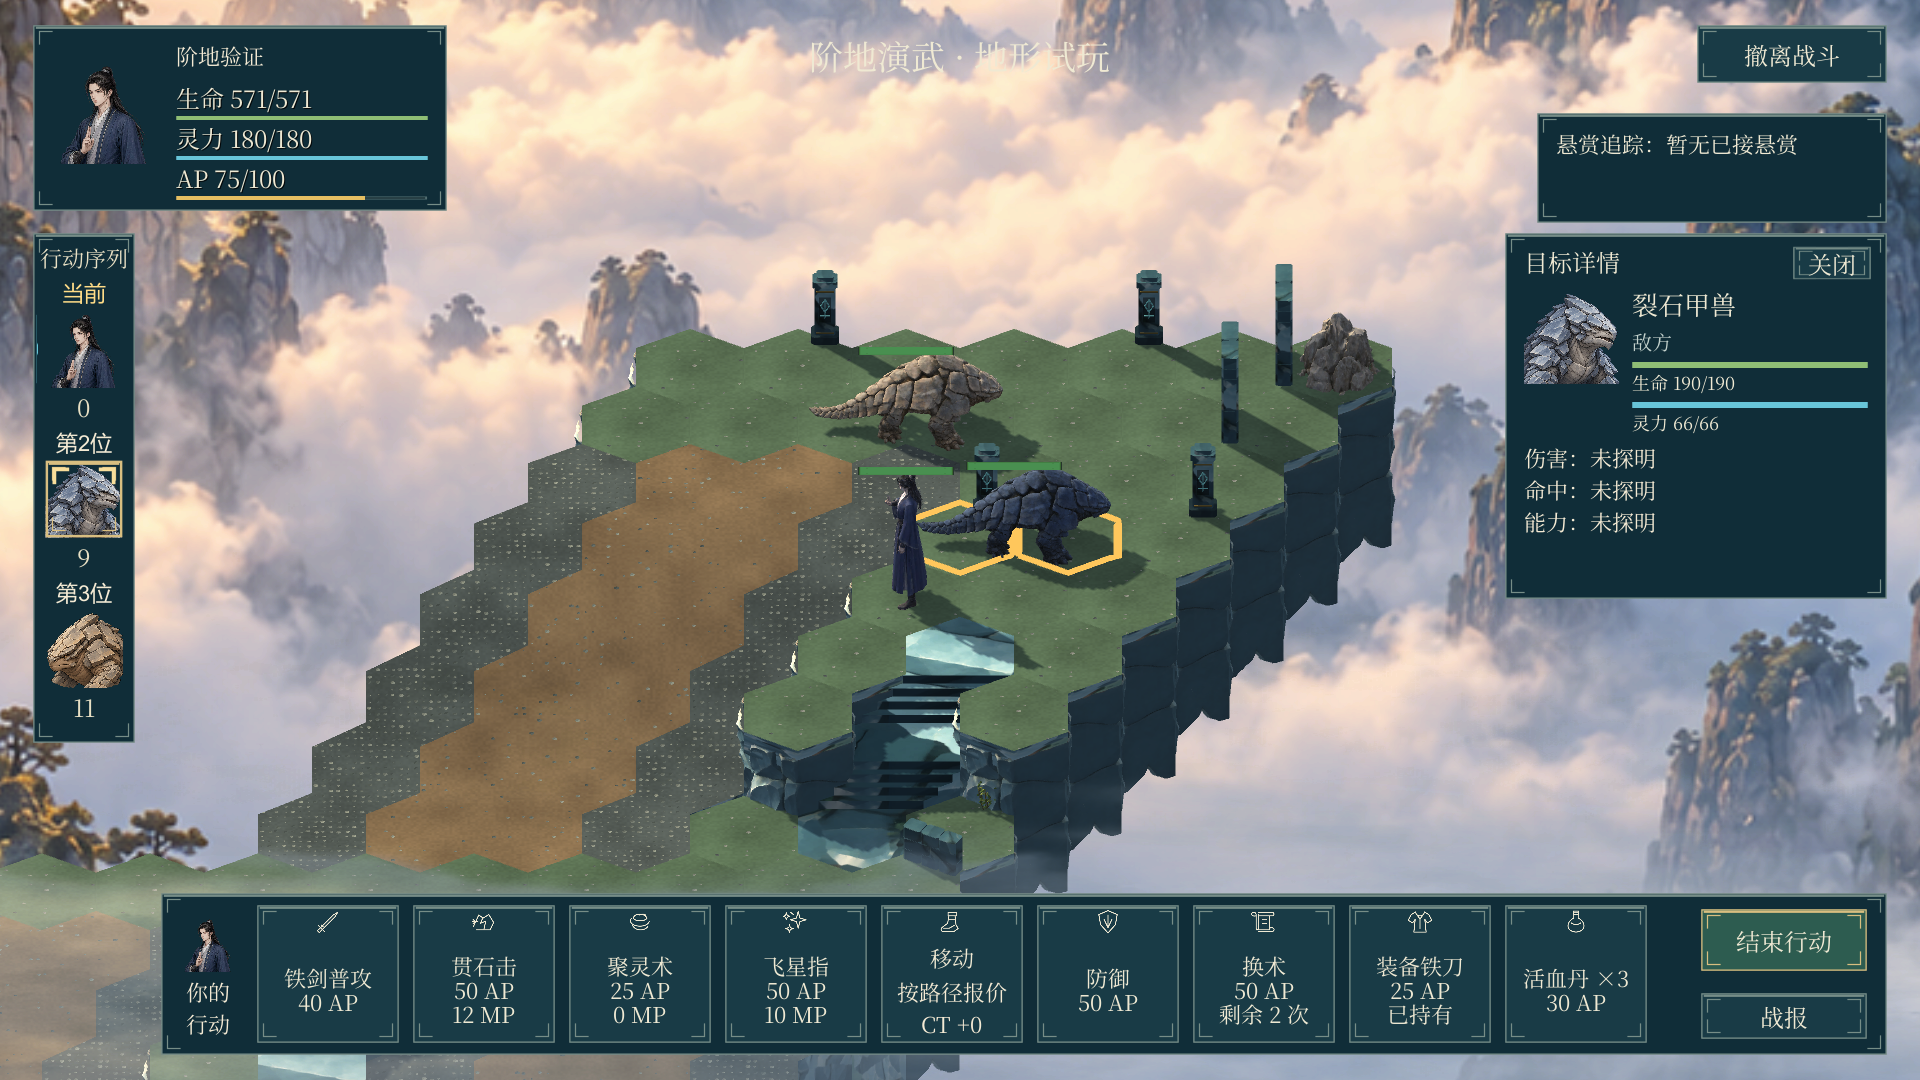 阶地验证
生命 571/571
灵力 180/180
AP 75/100
阶地演武 · 地形试玩
撤离战斗
悬赏追踪：暂无已接悬赏
行动序列
当前
0
第2位
9
第3位
11
目标详情
关闭
裂石甲兽
敌方
生命 190/190
灵力 66/66
伤害：未探明
命中：未探明
能力：未探明
你的
行动
铁剑普攻
40 AP
贯石击
50 AP
12 MP
聚灵术
25 AP
0 MP
飞星指
50 AP
10 MP
移动
按路径报价
CT +0
防御
50 AP
换术
50 AP
剩余 2 次
装备铁刀
25 AP
已持有
活血丹 ×3
30 AP
结束行动
战报